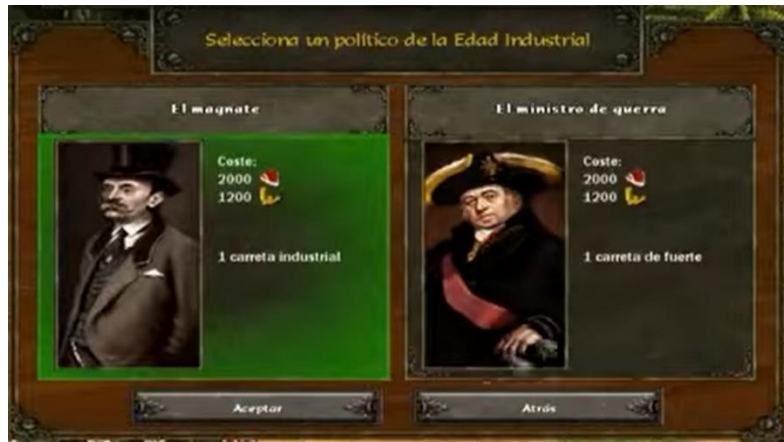 Selecciona un político de la Edad Industrial
El magnate
Coste:
2000
1200
1 carreta industrial
El ministro de guerra
Coste:
2000
1200
1 carreta de fuerte
Aceptar
Atrás